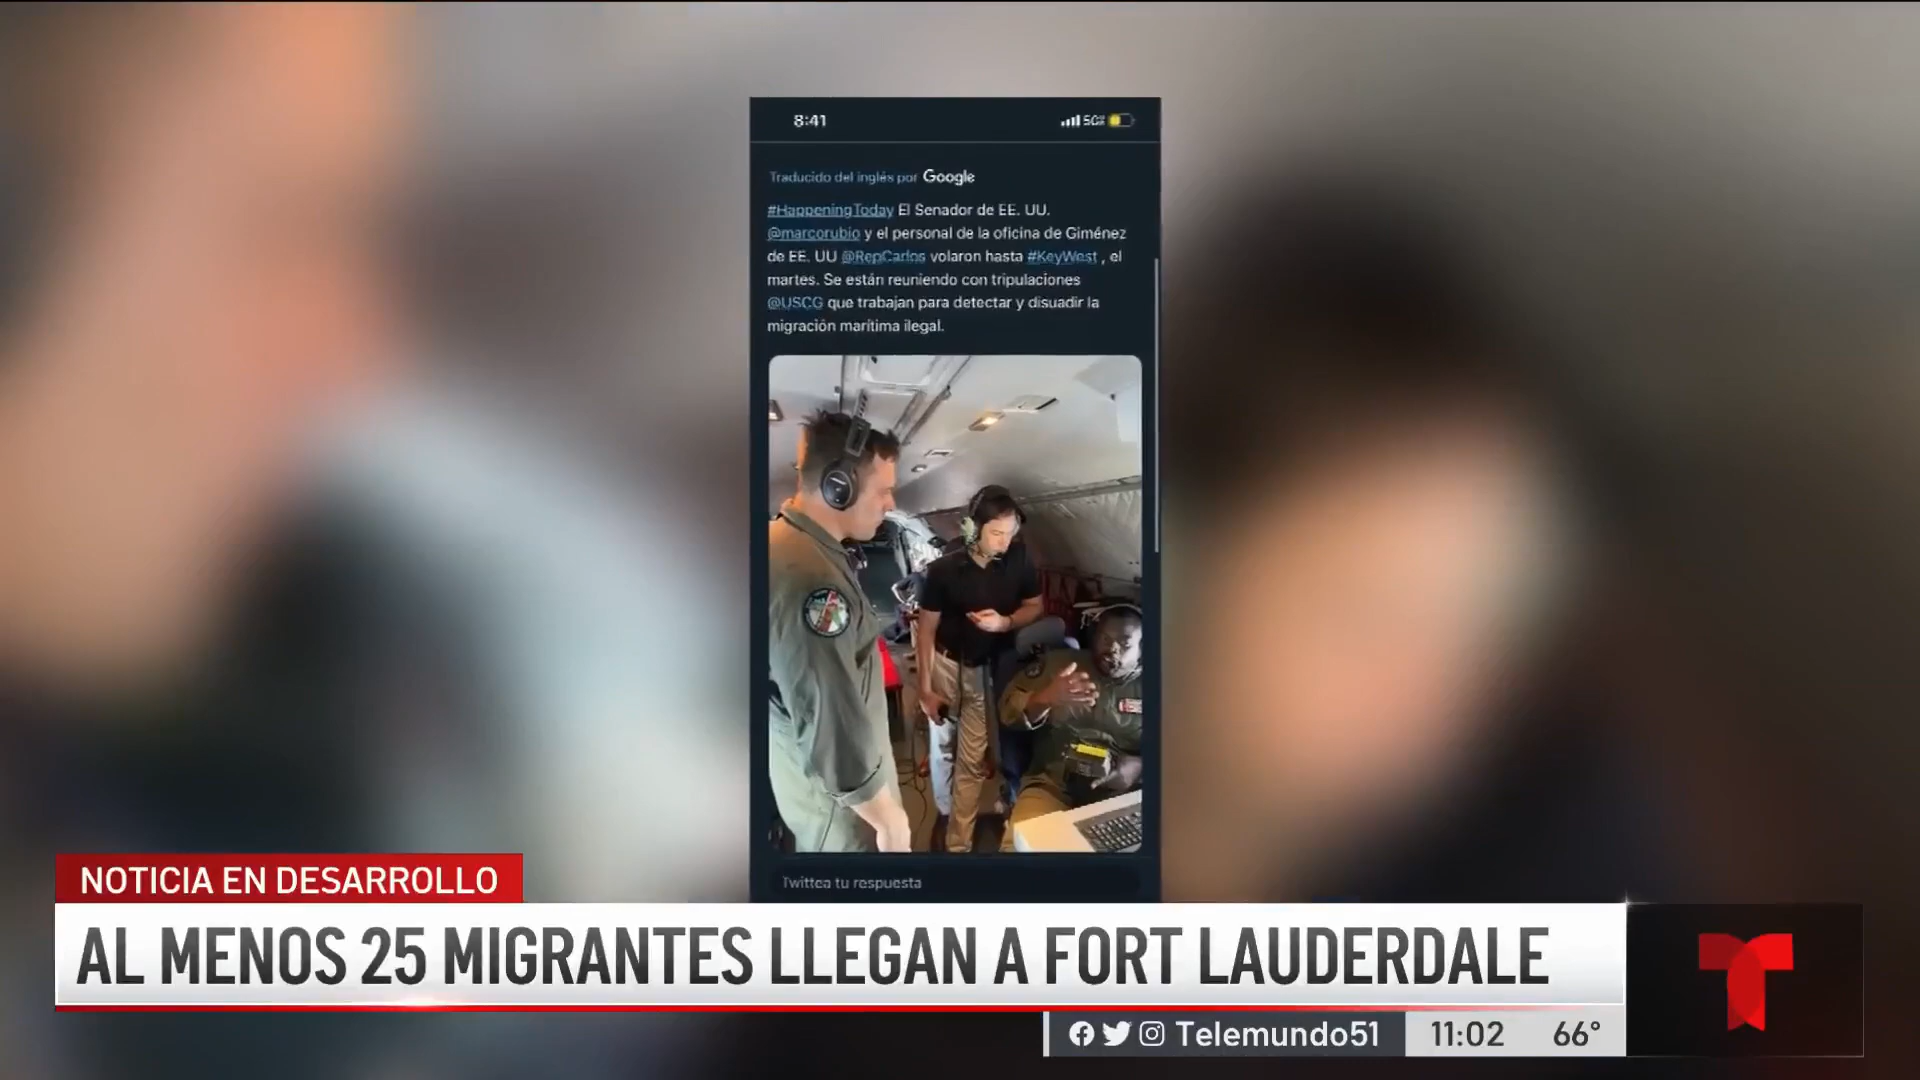 8:41
5G
Traducido del inglés por Google
#HappeningToday El Senador de EE. UU.
@marcorubio y el personal de la oficina de Giménez
de EE. UU @RepCarlos volaron hasta #KeyWest , el
martes. Se están reuniendo con tripulaciones
@USCG que trabajan para detectar y disuadir la
migración marítima ilegal.
Twittea tu respuesta
NOTICIA EN DESARROLLO
AL MENOS 25 MIGRANTES LLEGAN A FORT LAUDERDALE
Telemundo51 11:02 66°